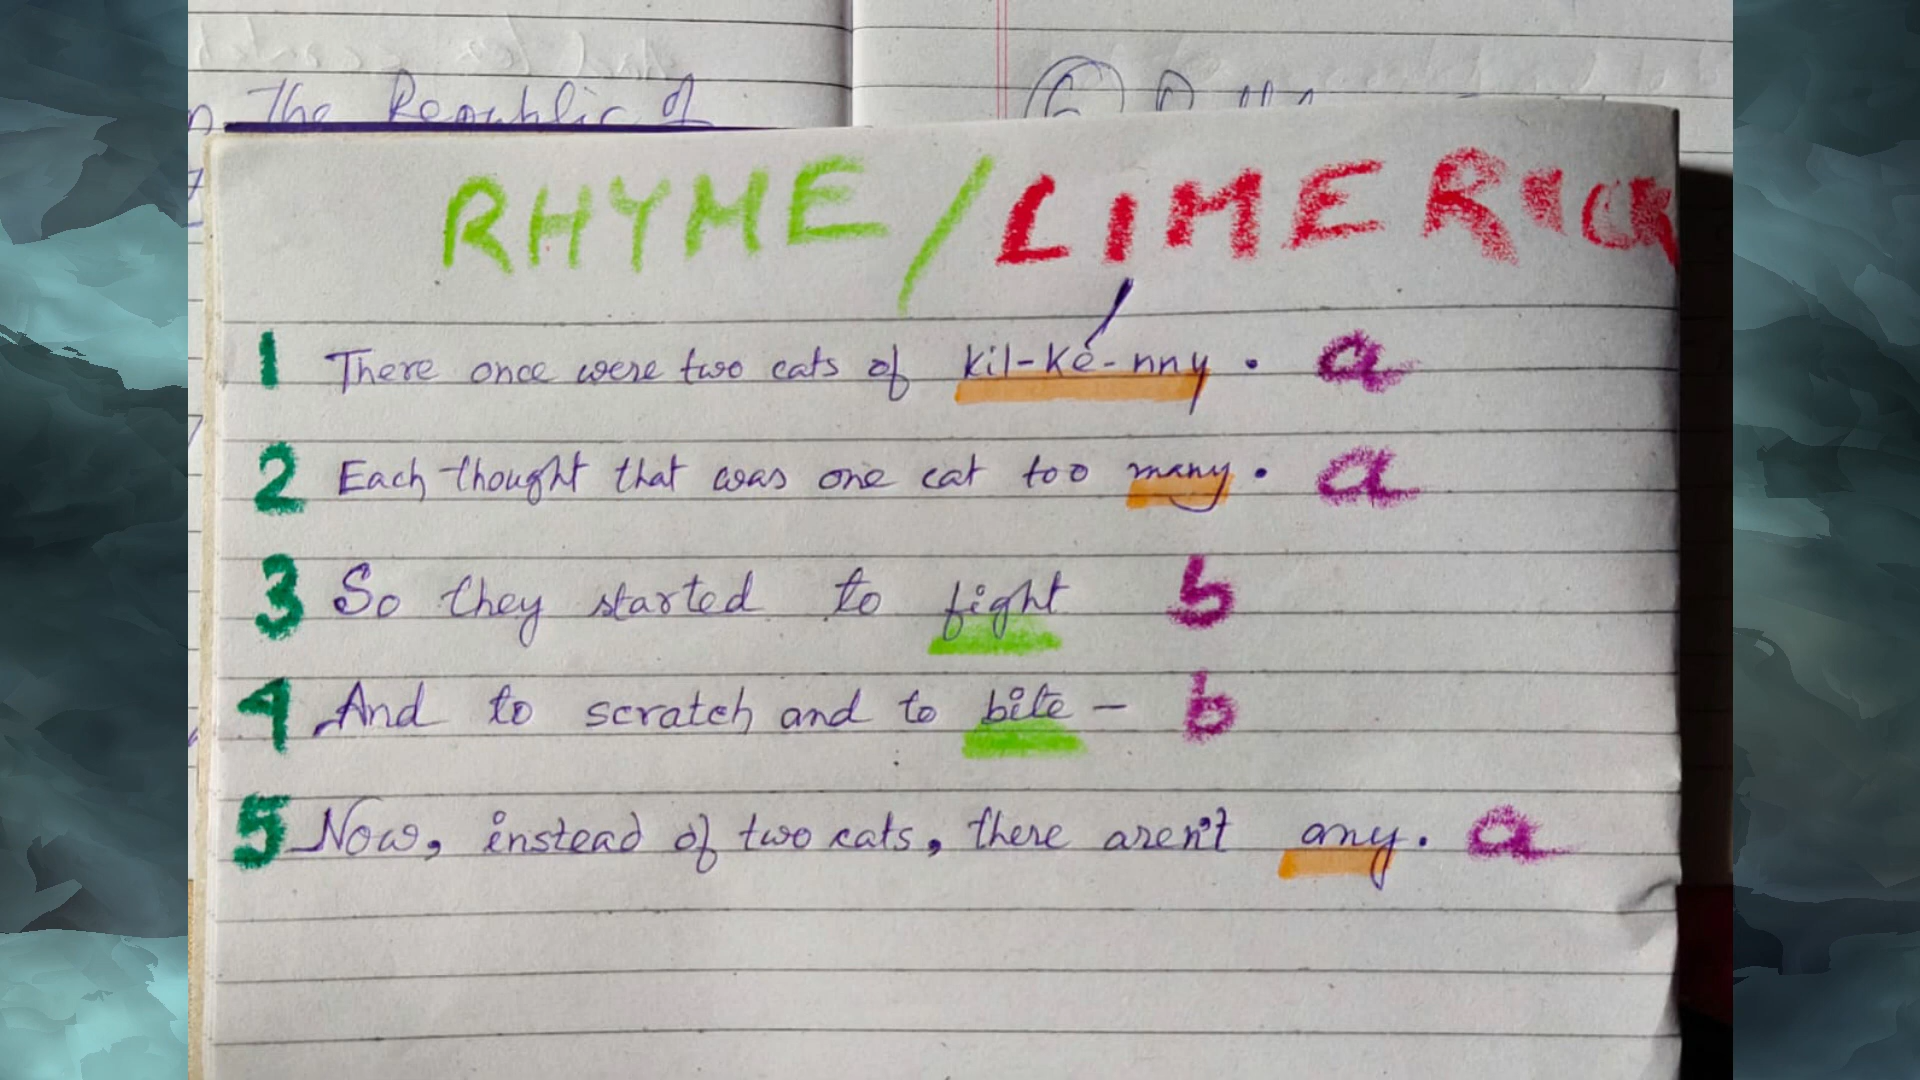 n The Republic of
RHYME/LIMERICK
1 There once were two cats of kil-ké-nny. a
2 Each thought that was one cat too many. a
3 So they started to fight b
4 And to scratch and to bite - b
5 Now, instead of two cats, there aren't any. a